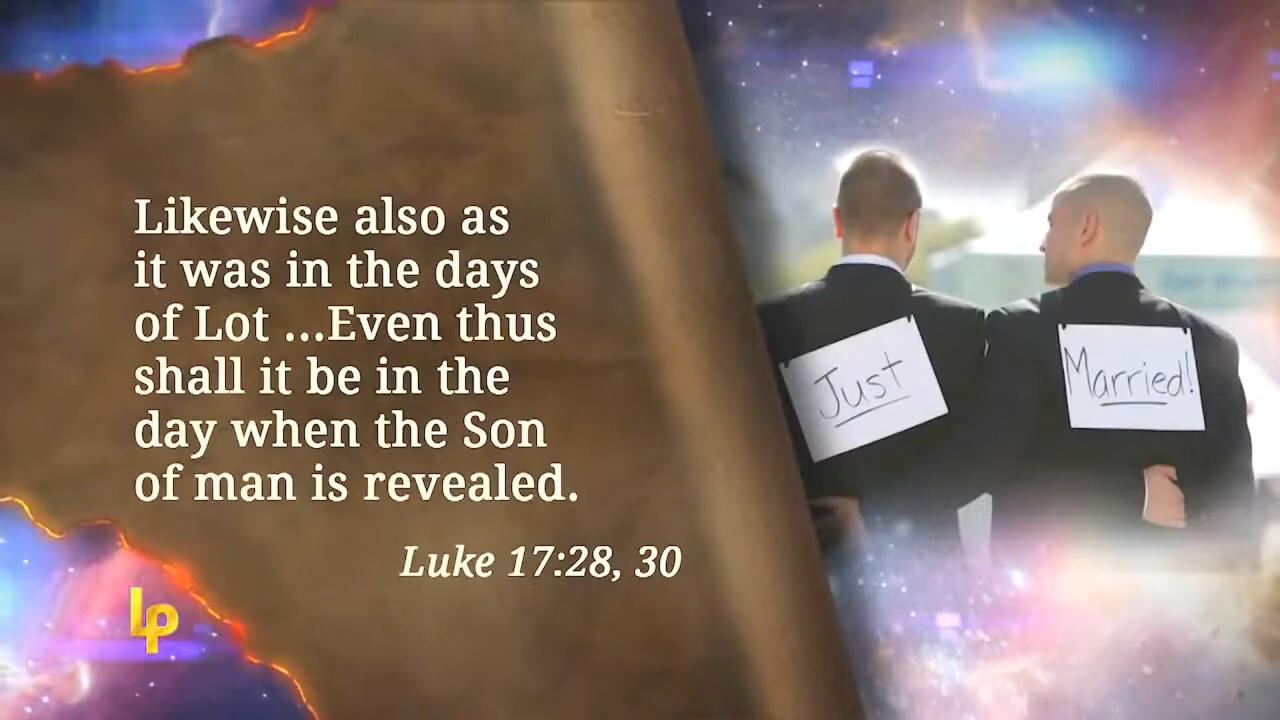 Likewise also as
it was in the days
of Lot ...Even thus
shall it be in the
day when the Son
of man is revealed.
Luke 17:28, 30
Just
Married!
Lp